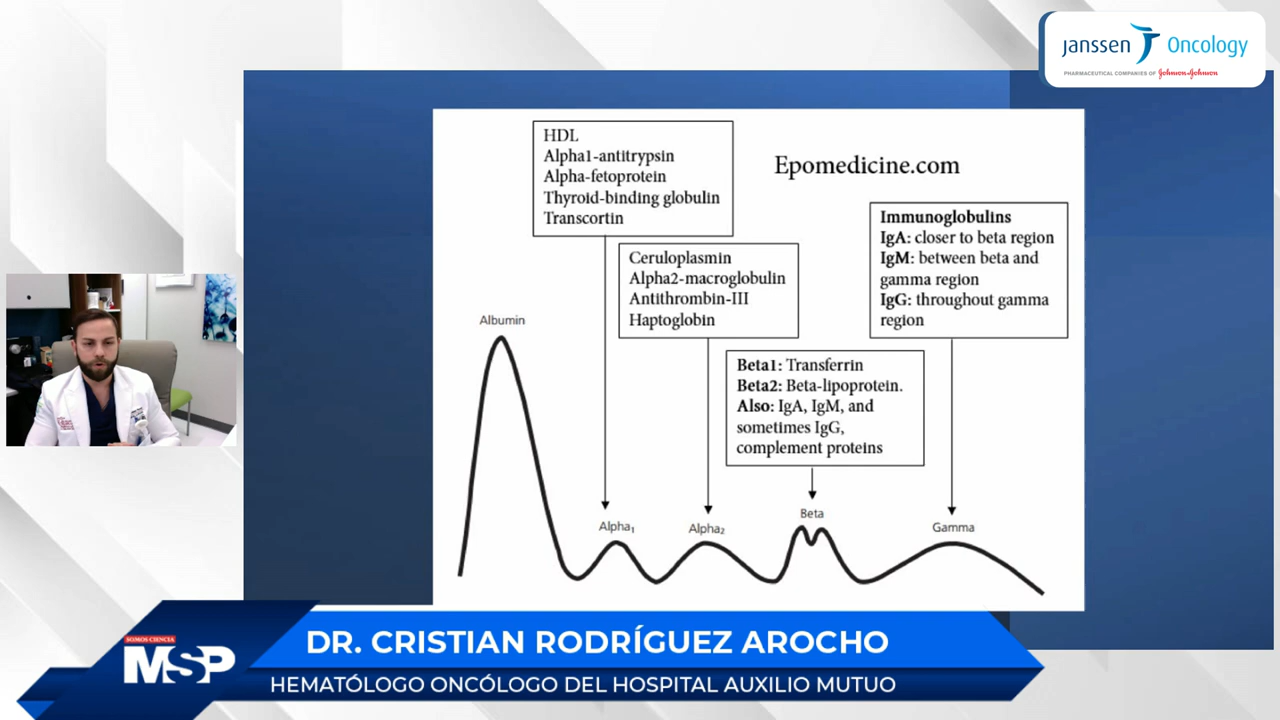 Janssen Oncology
PHARMACEUTICAL COMPANIES OF Johnson & Johnson
HDL
Alpha1-antitrypsin
Alpha-fetoprotein
Thyroid-binding globulin
Transcortin
Epomedicine.com
Ceruloplasmin
Alpha2-macroglobulin
Antithrombin-III
Haptoglobin
Immunoglobulins
IgA: closer to beta region
IgM: between beta and
gamma region
IgG: throughout gamma
region
Beta1: Transferrin
Beta2: Beta-lipoprotein.
Also: IgA, IgM, and
sometimes IgG,
complement proteins
Albumin
Alpha₁
Alpha₂
Beta
Gamma
SOMOS CIENCIA
MSP
DR. CRISTIAN RODRÍGUEZ AROCHO
HEMATÓLOGO ONCÓLOGO DEL HOSPITAL AUXILIO MUTUO